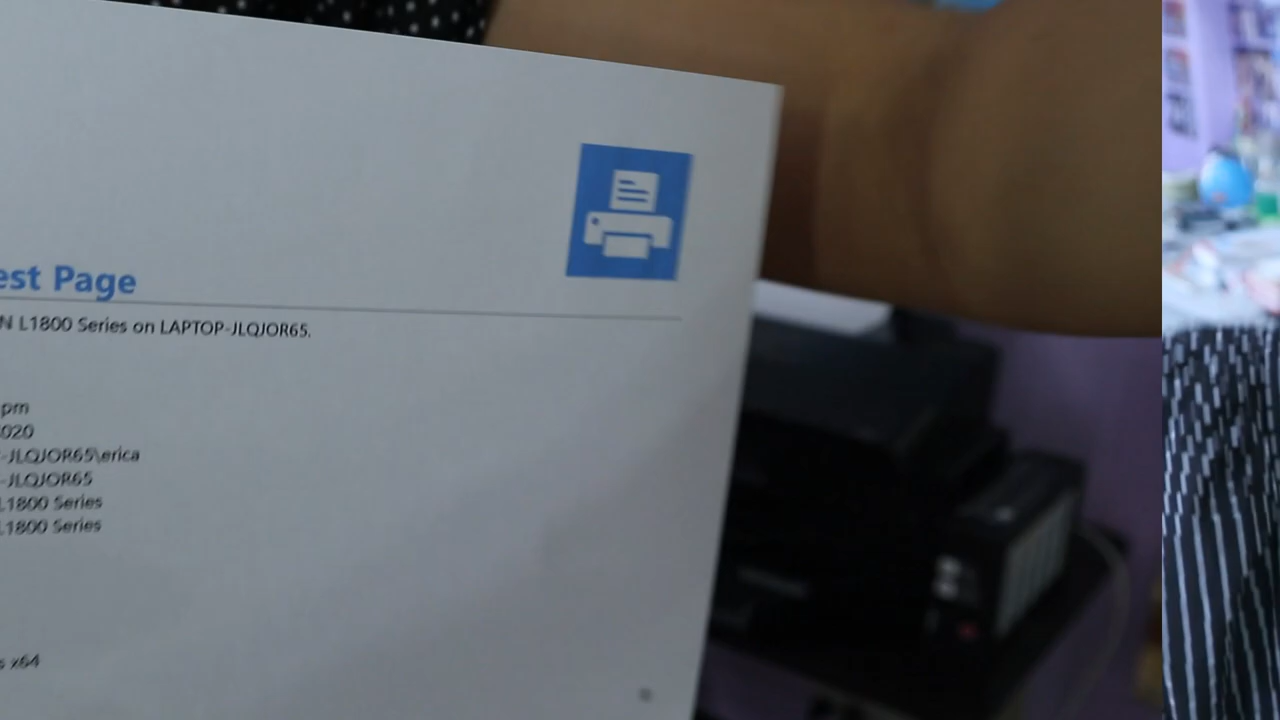 est Page
N L1800 Series on LAPTOP-JLQJOR65.
pm
020
-JLQJOR65\erica
-JLQJOR65
L1800 Series
L1800 Series
s x64